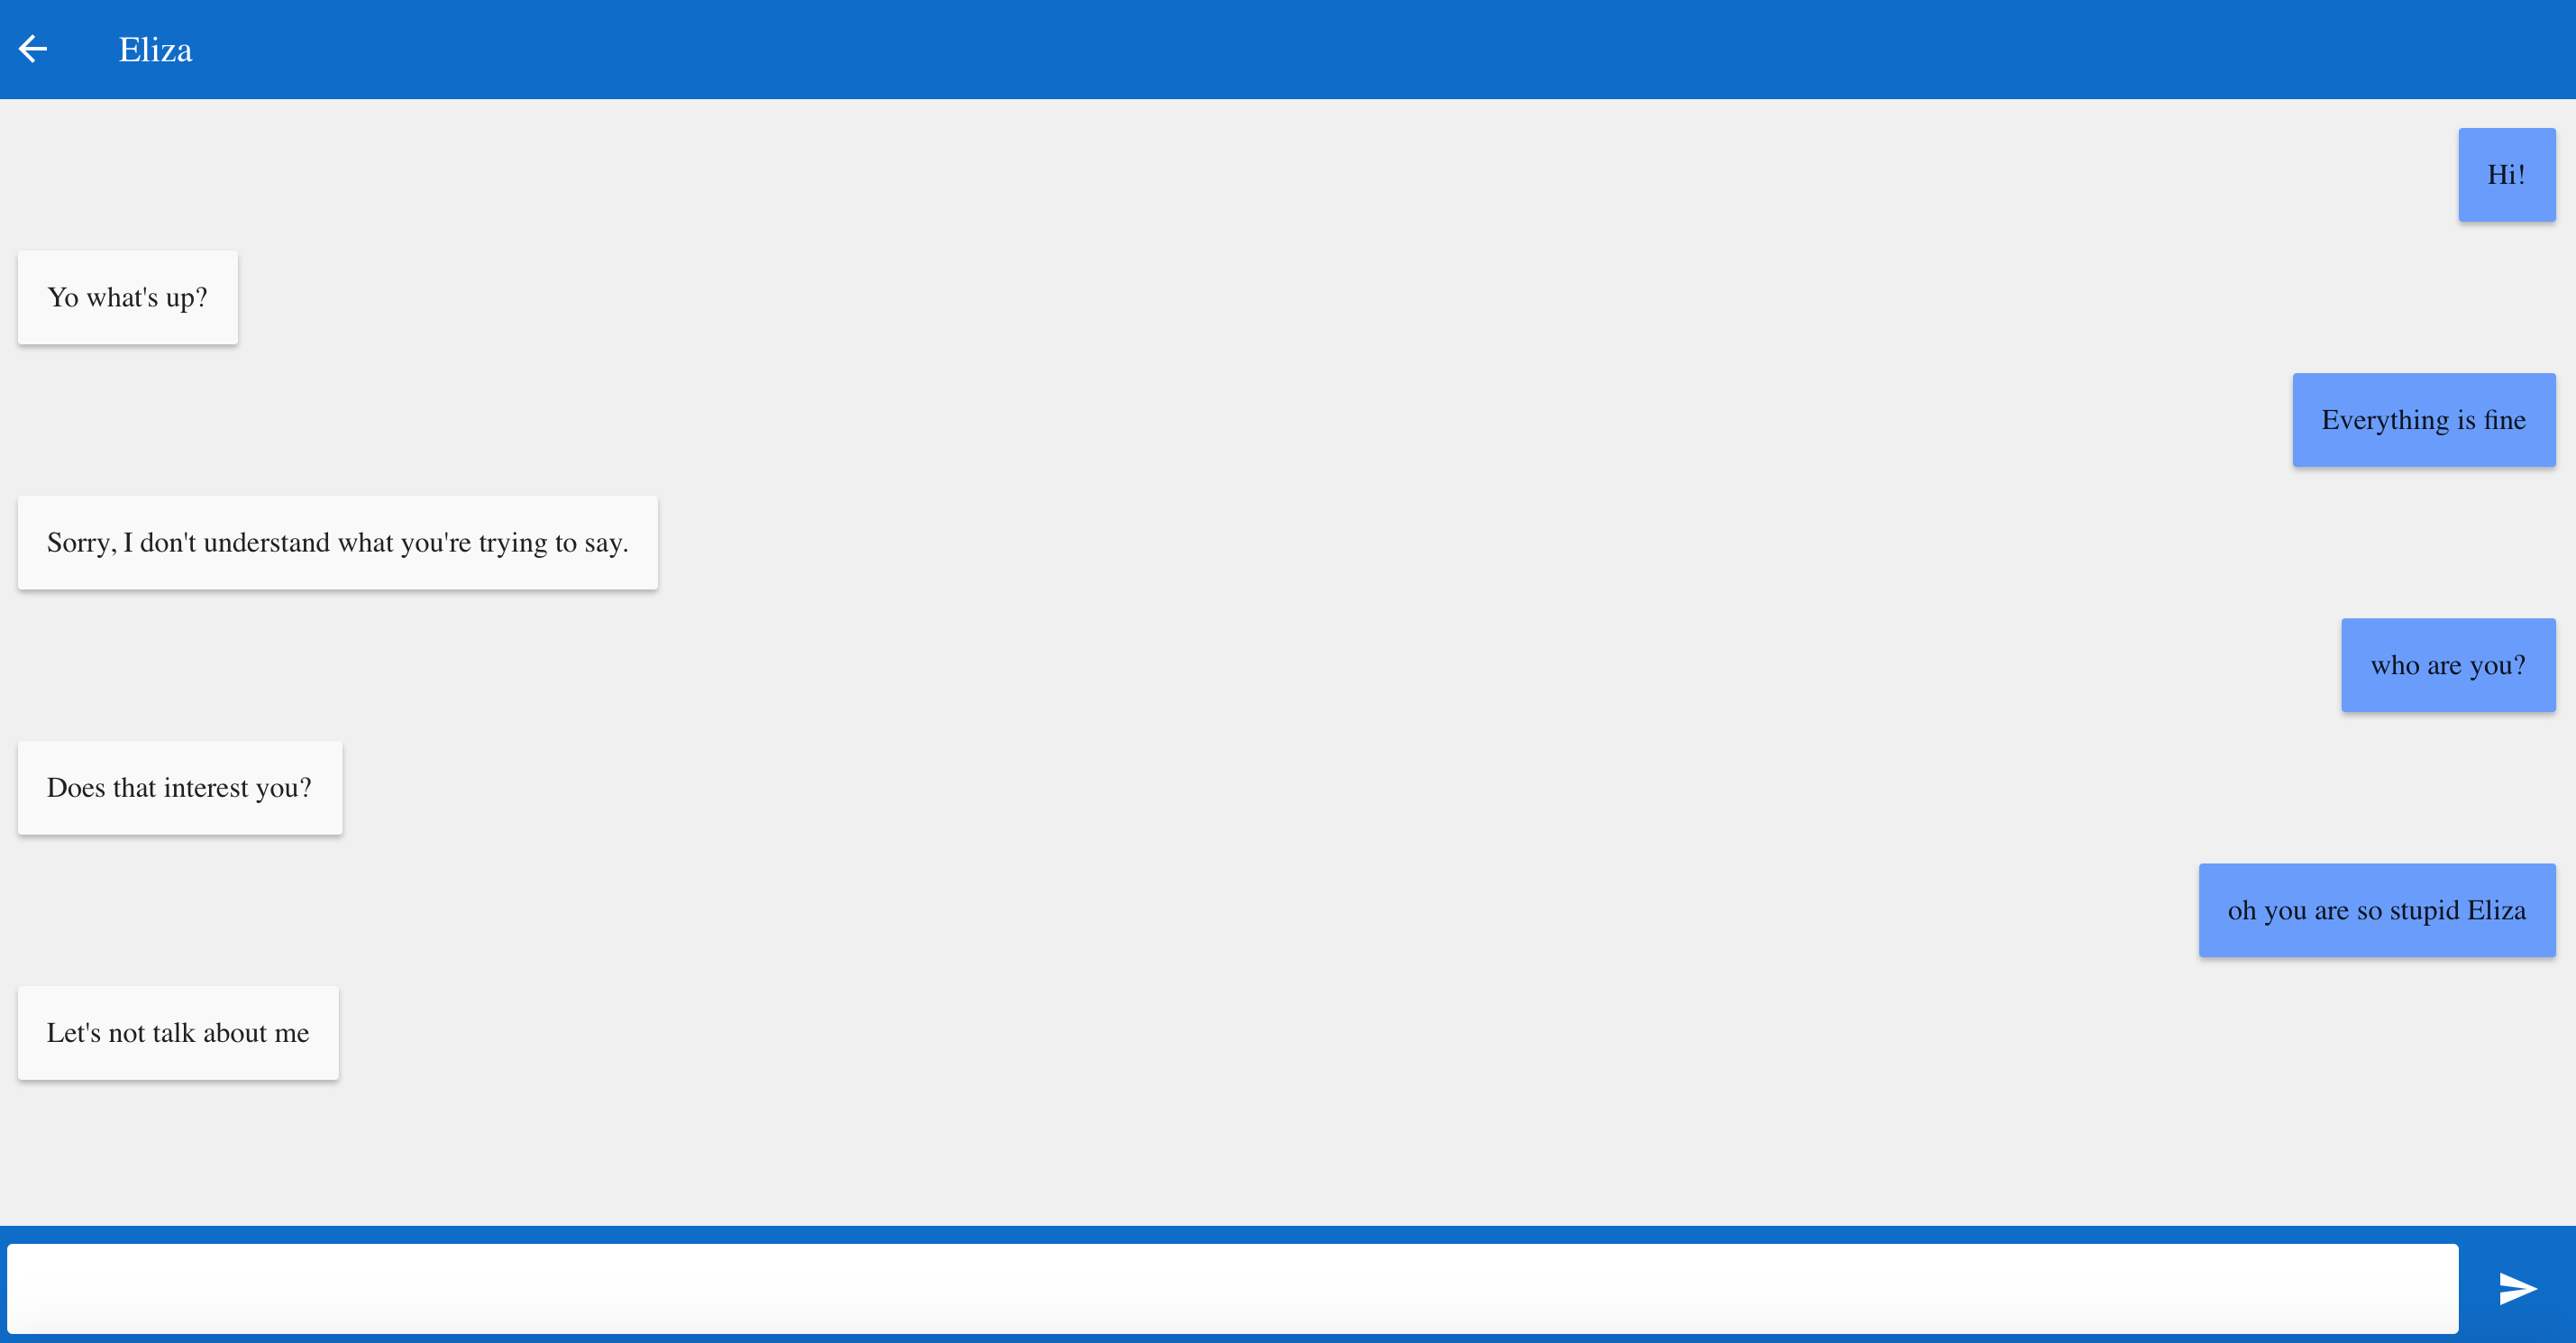 Eliza
Hi!
Yo what's up?
Everything is fine
Sorry, I don't understand what you're trying to say.
who are you?
Does that interest you?
oh you are so stupid Eliza
Let's not talk about me